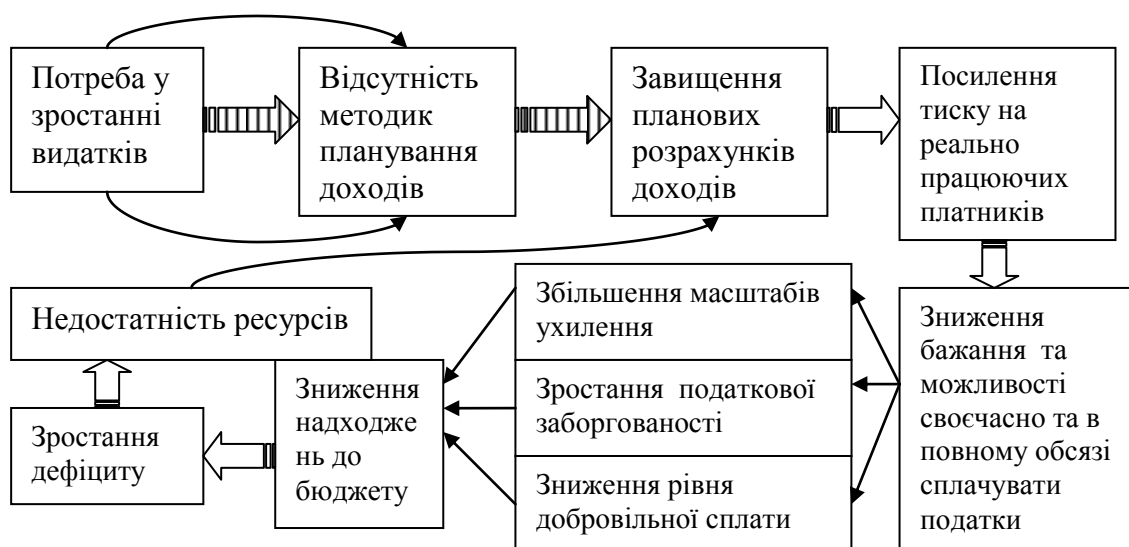 Потреба у
зростанні
видатків
Відсутність
методик
планування
доходів
Завищення
планових
розрахунків
доходів
Посилення
тиску на
реально
працюючих
платників
Недостатність ресурсів
Збільшення масштабів
ухилення
Зниження
бажання та
можливості
своєчасно та в
повному обсязі
сплачувати
податки
Зниження
надходже
нь до
бюджету
Зростання податкової
заборгованості
Зростання
дефіциту
Зниження рівня
добровільної сплати